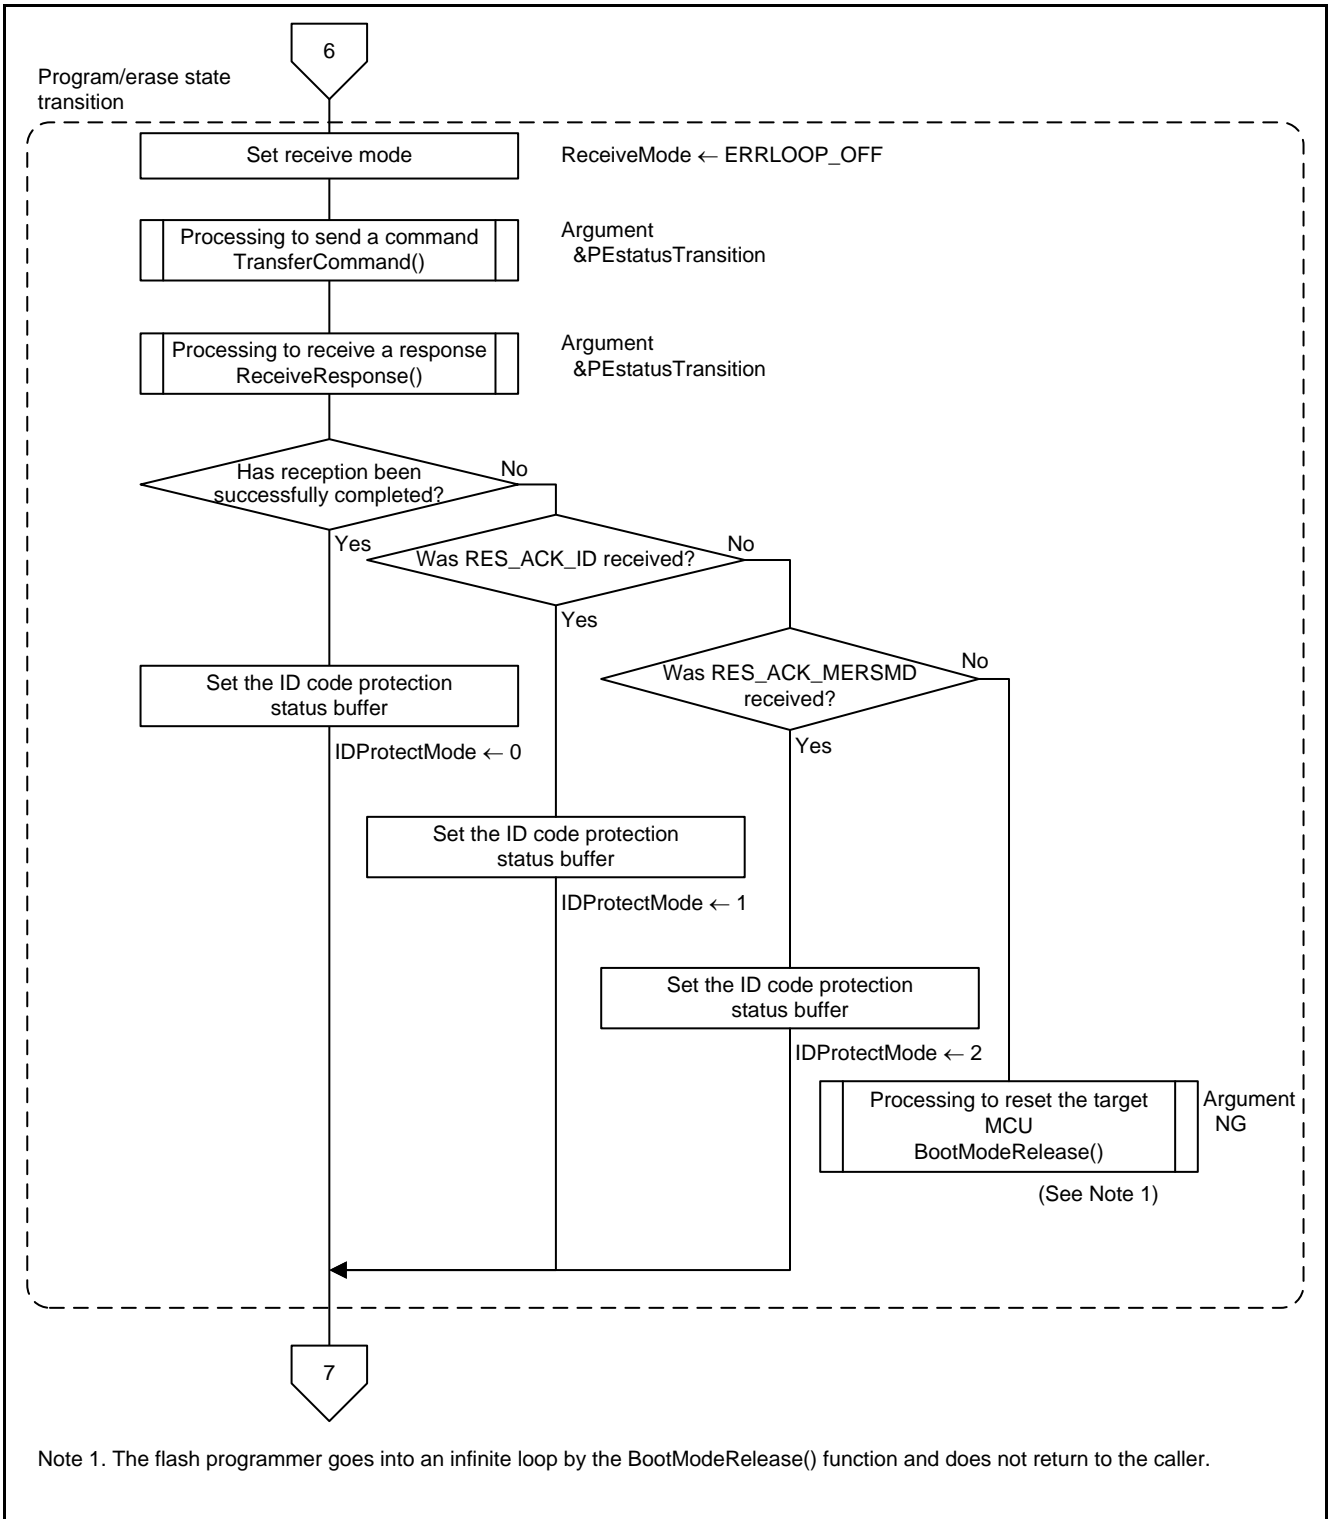 6
Program/erase state
transition
Set receive mode
ReceiveMode ← ERRLOOP_OFF
Processing to send a command
TransferCommand()
Argument
&PEstatusTransition
Processing to receive a response
ReceiveResponse()
Argument
&PEstatusTransition
Has reception been
successfully completed?
No
Yes
Was RES_ACK_ID received?
No
Yes
Was RES_ACK_MERSMD
received?
No
Yes
Set the ID code protection
status buffer
IDProtectMode ← 0
Set the ID code protection
status buffer
IDProtectMode ← 1
Set the ID code protection
status buffer
IDProtectMode ← 2
Processing to reset the target
MCU
BootModeRelease()
Argument
NG
(See Note 1)
7
Note 1. The flash programmer goes into an infinite loop by the BootModeRelease() function and does not return to the caller.